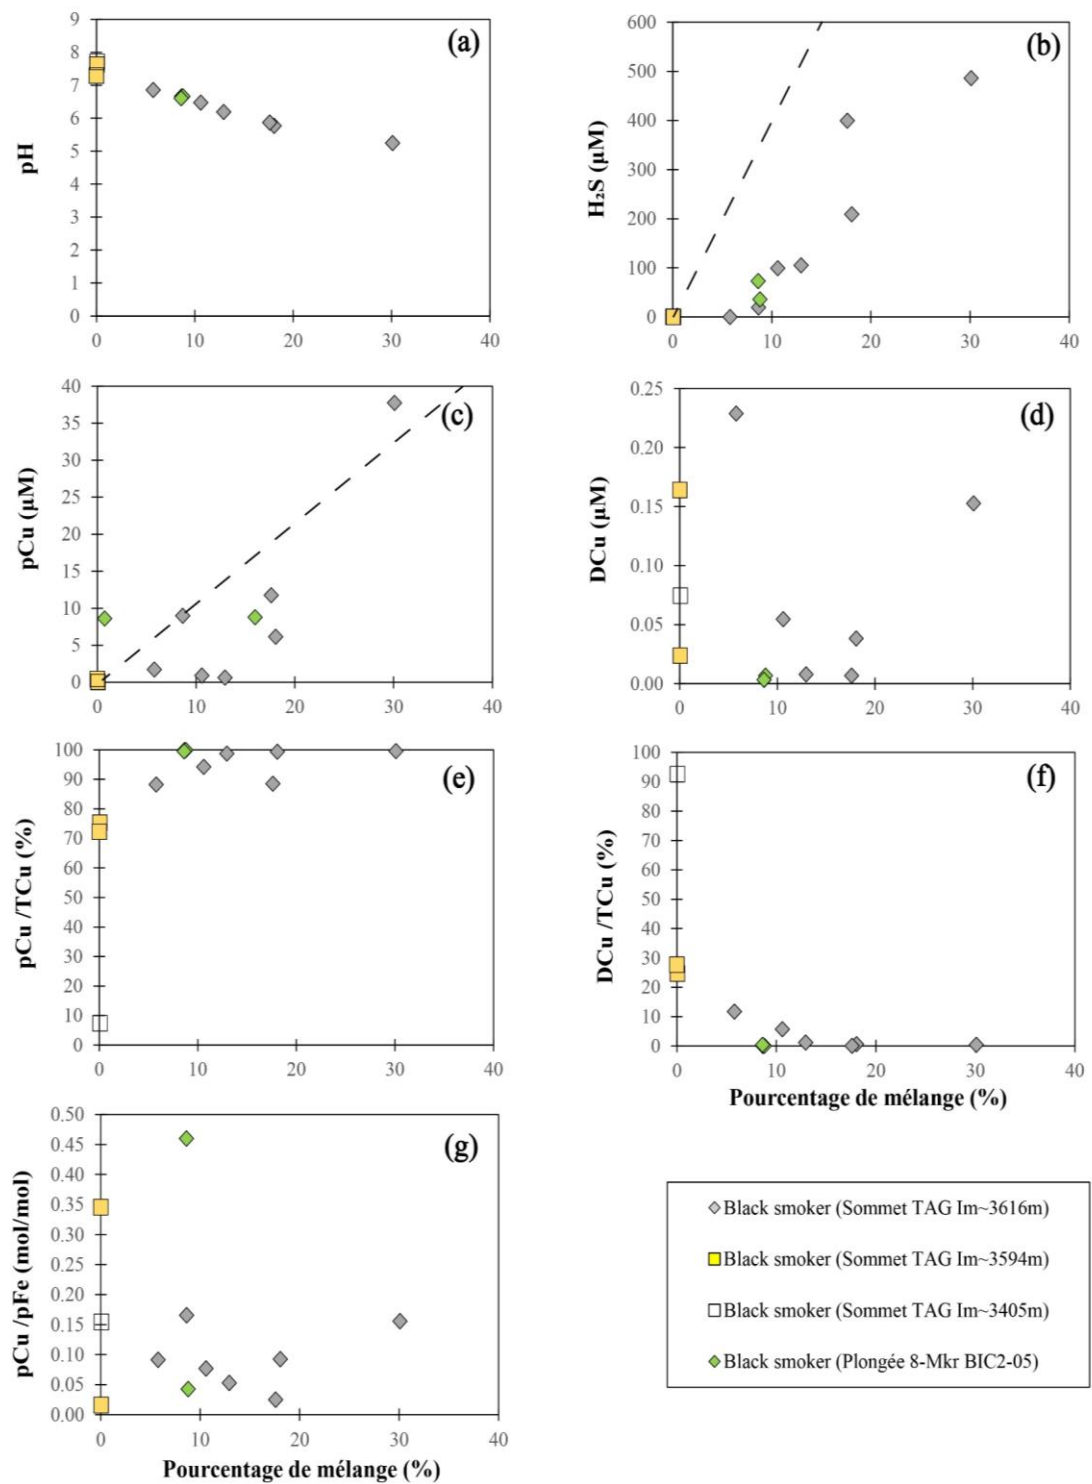 (a)
pH
9
8
7
6
5
4
3
2
1
0
0 10 20 30 40
(b)
H₂S (µM)
600
500
400
300
200
100
0
0 10 20 30 40
(c)
pCu (µM)
40
35
30
25
20
15
10
5
0
0 10 20 30 40
(d)
DCu (µM)
0.25
0.20
0.15
0.10
0.05
0.00
0 10 20 30 40
(e)
pCu /TCu (%)
100
90
80
70
60
50
40
30
20
10
0
0 10 20 30 40
(f)
DCu /TCu (%)
100
90
80
70
60
50
40
30
20
10
0
0 10 20 30 40
Pourcentage de mélange (%)
(g)
pCu /pFe (mol/mol)
0.50
0.45
0.40
0.35
0.30
0.25
0.20
0.15
0.10
0.05
0.00
0 10 20 30 40
Pourcentage de mélange (%)
Black smoker (Sommet TAG Im~3616m)
Black smoker (Sommet TAG Im~3594m)
Black smoker (Sommet TAG Im~3405m)
Black smoker (Plongée 8-Mkr BIC2-05)